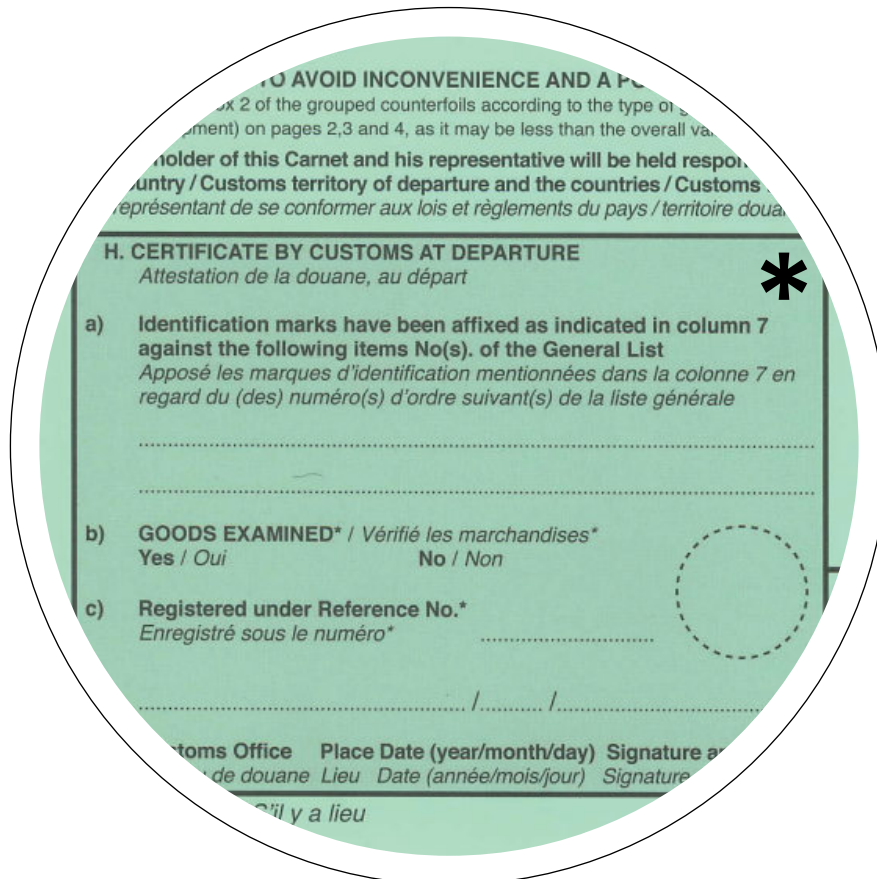 TO AVOID INCONVENIENCE AND A
2 of the grouped counterfoils according to the type of
on pages 2,3 and 4, as it may be less than the overall
holder of this Carnet and his representative will be held
/ Customs territory of departure and the countries / Customs
représentant de se conformer aux lois et règlements du pays / territoire
H. CERTIFICATE BY CUSTOMS AT DEPARTURE
Attestation de la douane, au départ
*
a) Identification marks have been affixed as indicated in column 7
against the following items No(s). of the General List
Apposé les marques d'identification mentionnées dans la colonne 7 en
regard du (des) numéro(s) d'ordre suivant(s) de la liste générale
b) GOODS EXAMINED* / Vérifié les marchandises*
Yes / Oui No / Non
c) Registered under Reference No.*
Enregistré sous le numéro*
/ /
Office Place Date (year/month/day) Signature
de douane Lieu Date (année/mois/jour) Signature
S'il y a lieu